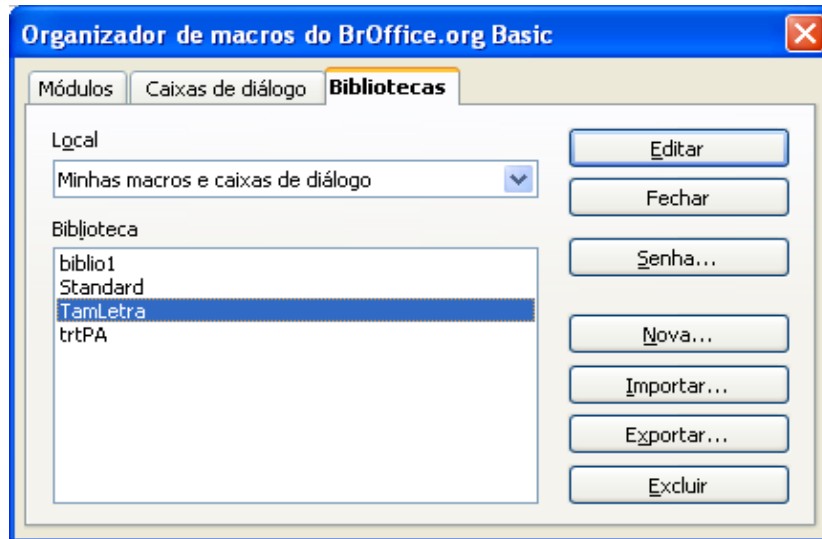 Organizador de macros do BrOffice.org Basic
Módulos Caixas de diálogo Bibliotecas
Local
Minhas macros e caixas de diálogo
Biblioteca
biblio1
Standard
TamLetra
trtPA
Editar
Fechar
Senha...
Nova...
Importar...
Exportar...
Excluir